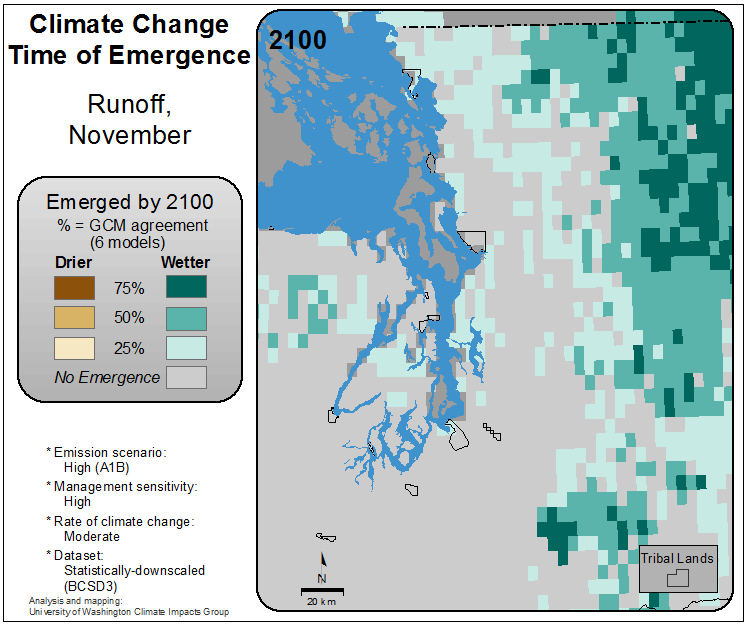 Climate Change
Time of Emergence
Runoff,
November
Emerged by 2100
% = GCM agreement
(6 models)
Drier Wetter
75%
50%
25%
No Emergence
* Emission scenario:
High (A1B)
* Management sensitivity:
High
* Rate of climate change:
Moderate
* Dataset:
Statistically-downscaled
(BCSD3)
Analysis and mapping:
University of Washington Climate Impacts Group
2100
N
20 km
Tribal Lands